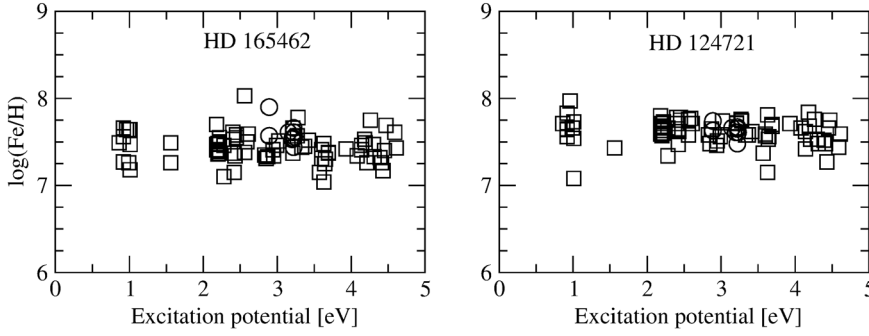 9
8
7
6
log(Fe/H)
HD 165462
0 1 2 3 4 5
Excitation potential [eV]
9
8
7
6
HD 124721
0 1 2 3 4 5
Excitation potential [eV]